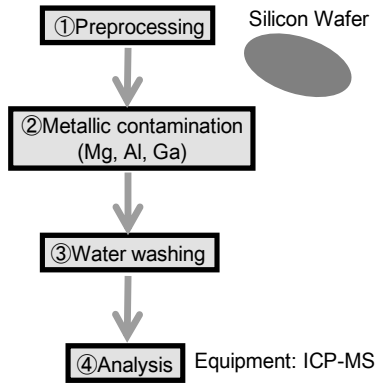 ①Preprocessing
Silicon Wafer
②Metallic contamination
(Mg, Al, Ga)
③Water washing
④Analysis
Equipment: ICP-MS